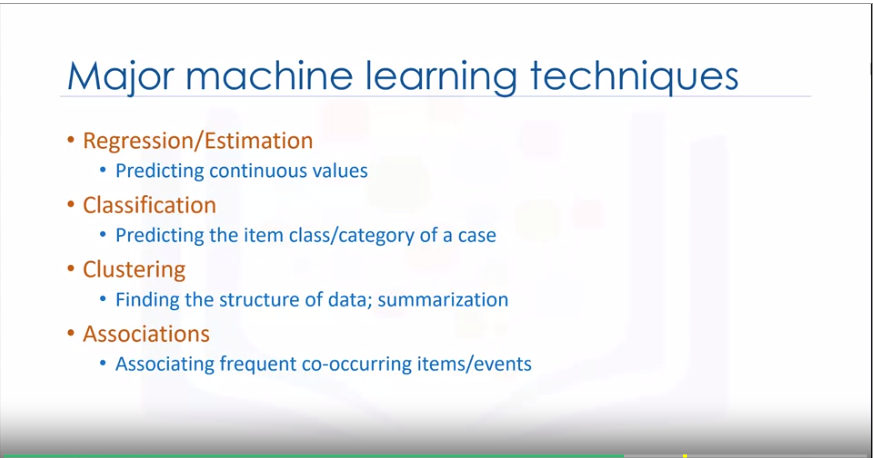 Major machine learning techniques
• Regression/Estimation
• Predicting continuous values
• Classification
• Predicting the item class/category of a case
• Clustering
• Finding the structure of data; summarization
• Associations
• Associating frequent co-occurring items/events